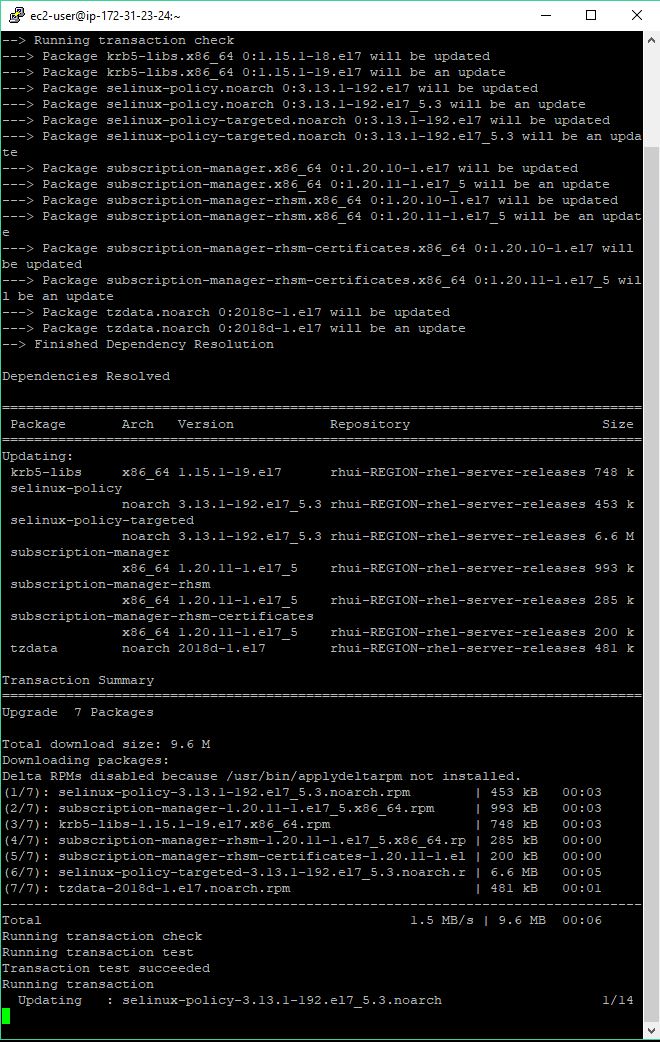 ec2-user@ip-172-31-23-24:~
--> Running transaction check
---> Package krb5-libs.x86_64 0:1.15.1-18.el7 will be updated
---> Package krb5-libs.x86_64 0:1.15.1-19.el7 will be an update
---> Package selinux-policy.noarch 0:3.13.1-192.el7 will be updated
---> Package selinux-policy.noarch 0:3.13.1-192.el7_5.3 will be an update
---> Package selinux-policy-targeted.noarch 0:3.13.1-192.el7 will be updated
---> Package selinux-policy-targeted.noarch 0:3.13.1-192.el7_5.3 will be an upda
te
---> Package subscription-manager.x86_64 0:1.20.10-1.el7 will be updated
---> Package subscription-manager.x86_64 0:1.20.11-1.el7_5 will be an update
---> Package subscription-manager-rhsm.x86_64 0:1.20.10-1.el7 will be updated
---> Package subscription-manager-rhsm.x86_64 0:1.20.11-1.el7_5 will be an updat
e
---> Package subscription-manager-rhsm-certificates.x86_64 0:1.20.10-1.el7 will
be updated
---> Package subscription-manager-rhsm-certificates.x86_64 0:1.20.11-1.el7_5 wil
l be an update
---> Package tzdata.noarch 0:2018c-1.el7 will be updated
---> Package tzdata.noarch 0:2018d-1.el7 will be an update
--> Finished Dependency Resolution
Dependencies Resolved
================================================================================
Package Arch Version Repository Size
================================================================================
Updating:
krb5-libs x86_64 1.15.1-19.el7 rhui-REGION-rhel-server-releases 748 k
selinux-policy
noarch 3.13.1-192.el7_5.3 rhui-REGION-rhel-server-releases 453 k
selinux-policy-targeted
noarch 3.13.1-192.el7_5.3 rhui-REGION-rhel-server-releases 6.6 M
subscription-manager
x86_64 1.20.11-1.el7_5 rhui-REGION-rhel-server-releases 993 k
subscription-manager-rhsm
x86_64 1.20.11-1.el7_5 rhui-REGION-rhel-server-releases 285 k
subscription-manager-rhsm-certificates
x86_64 1.20.11-1.el7_5 rhui-REGION-rhel-server-releases 200 k
tzdata noarch 2018d-1.el7 rhui-REGION-rhel-server-releases 481 k
Transaction Summary
================================================================================
Upgrade 7 Packages
Total download size: 9.6 M
Downloading packages:
Delta RPMs disabled because /usr/bin/applydeltarpm not installed.
(1/7): selinux-policy-3.13.1-192.el7_5.3.noarch.rpm | 453 kB 00:03
(2/7): subscription-manager-1.20.11-1.el7_5.x86_64.rpm | 993 kB 00:03
(3/7): krb5-libs-1.15.1-19.el7.x86_64.rpm | 748 kB 00:03
(4/7): subscription-manager-rhsm-1.20.11-1.el7_5.x86_64.rp | 285 kB 00:00
(5/7): subscription-manager-rhsm-certificates-1.20.11-1.el | 200 kB 00:00
(6/7): selinux-policy-targeted-3.13.1-192.el7_5.3.noarch.r | 6.6 MB 00:05
(7/7): tzdata-2018d-1.el7.noarch.rpm | 481 kB 00:01
--------------------------------------------------------------------------------
Total 1.5 MB/s | 9.6 MB 00:06
Running transaction check
Running transaction test
Transaction test succeeded
Running transaction
Updating : selinux-policy-3.13.1-192.el7_5.3.noarch 1/14